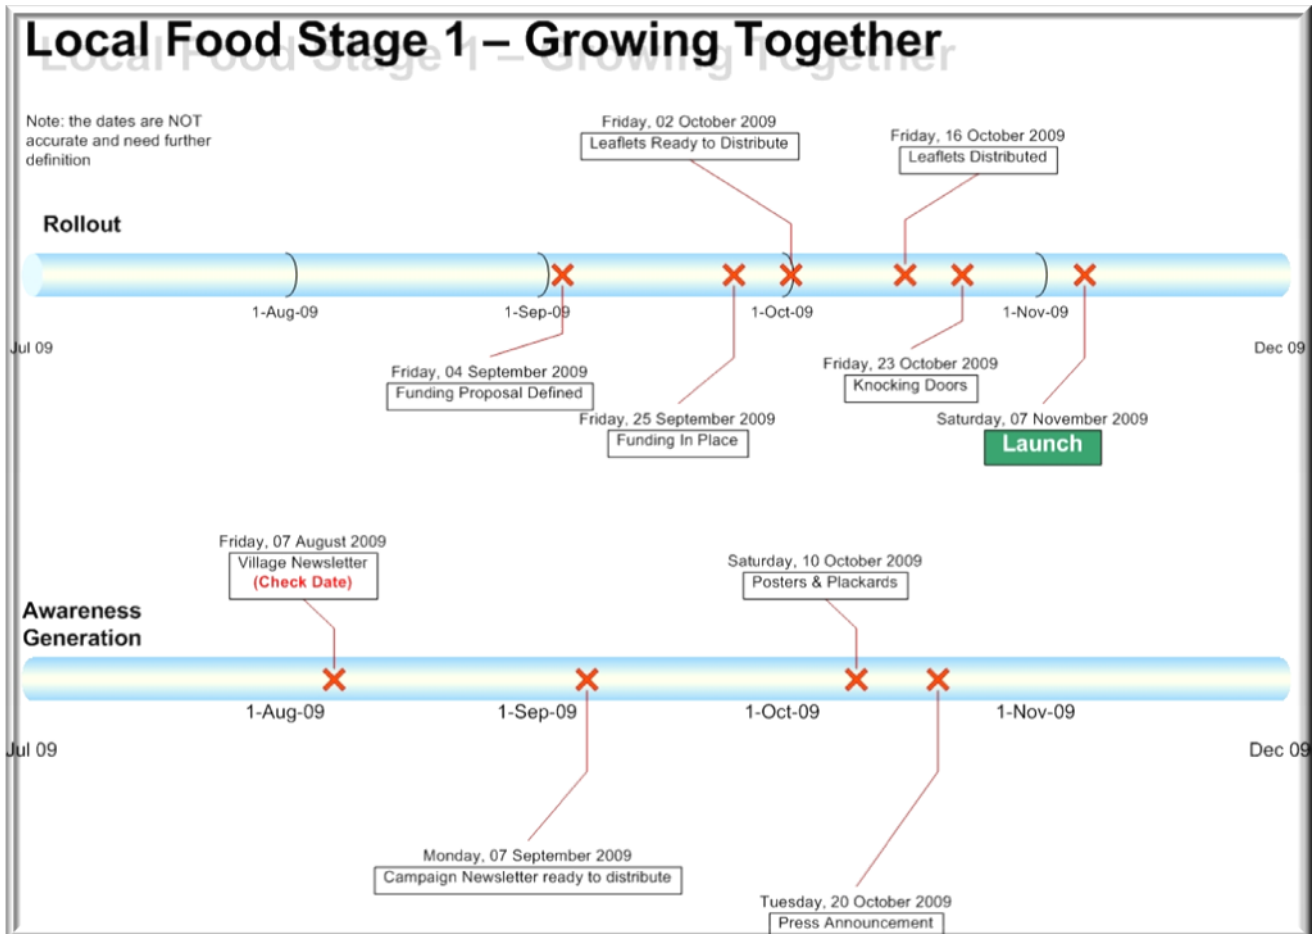 Local Food Stage 1 – Growing Together
Note: the dates are NOT
accurate and need further
definition
Friday, 02 October 2009
Leaflets Ready to Distribute
Friday, 16 October 2009
Leaflets Distributed
Rollout
1-Aug-09
1-Sep-09
1-Oct-09
1-Nov-09
Jul 09
Dec 09
Friday, 04 September 2009
Funding Proposal Defined
Friday, 25 September 2009
Funding In Place
Friday, 23 October 2009
Knocking Doors
Saturday, 07 November 2009
Launch
Friday, 07 August 2009
Village Newsletter
(Check Date)
Saturday, 10 October 2009
Posters & Plackards
Awareness
Generation
1-Aug-09
1-Sep-09
1-Oct-09
1-Nov-09
Jul 09
Dec 09
Monday, 07 September 2009
Campaign Newsletter ready to distribute
Tuesday, 20 October 2009
Press Announcement